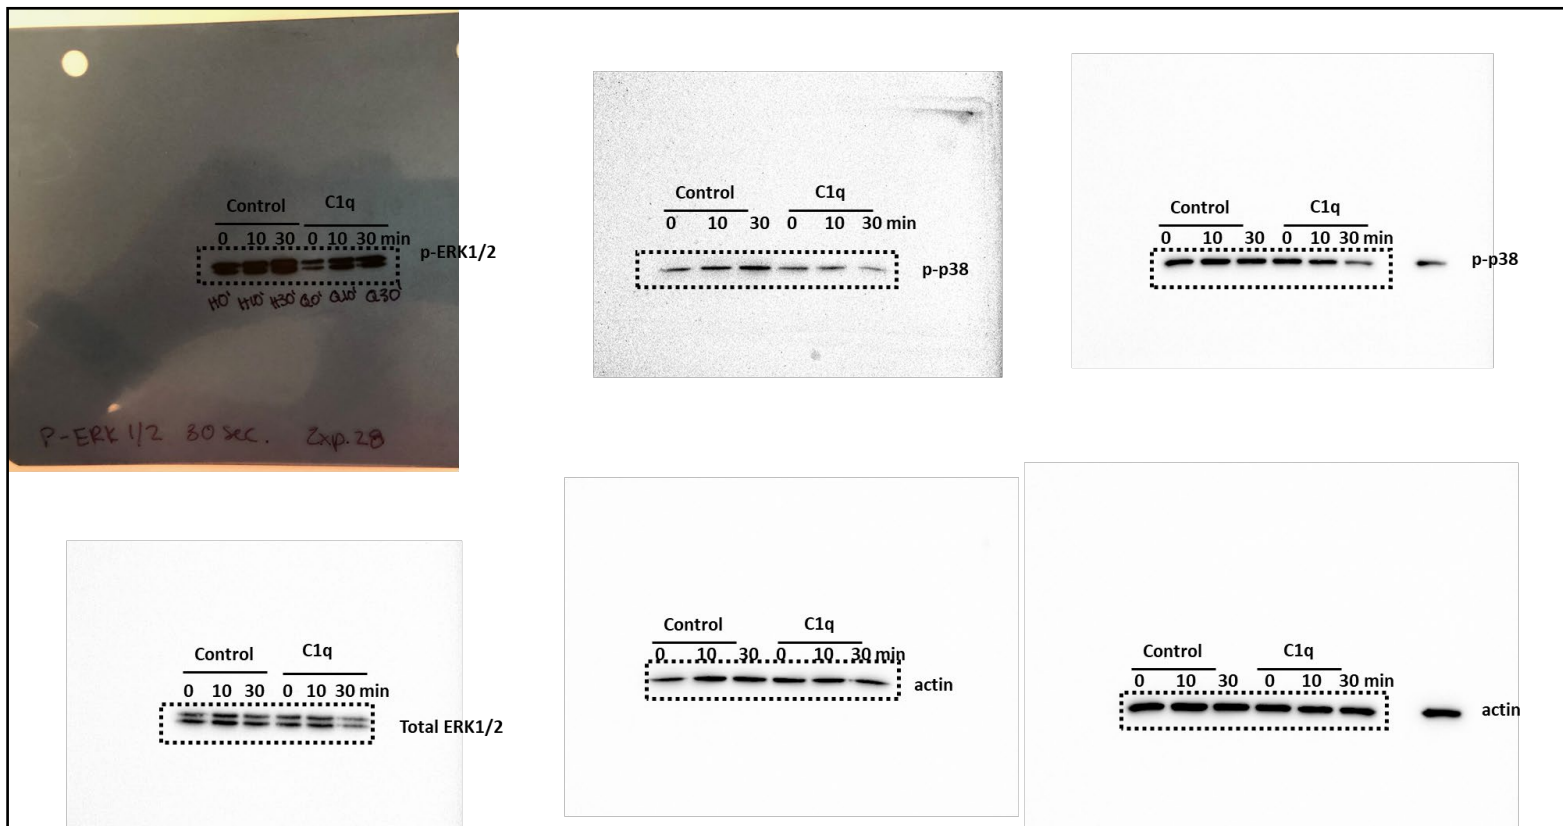 Control C1q
0 10 30 0 10 30 min
p-ERK1/2
H0' H10' H30' Q0' Q10' Q30'
P-ERK 1/2 30 sec. Exp. 28
Control C1q
0 10 30 0 10 30 min
p-p38
Control C1q
0 10 30 0 10 30 min
p-p38
Control C1q
0 10 30 0 10 30 min
Total ERK1/2
Control C1q
0 10 30 0 10 30 min
actin
Control C1q
0 10 30 0 10 30 min
actin